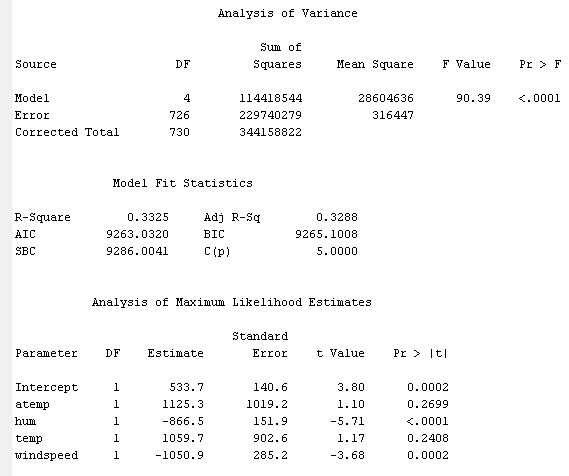 Analysis of Variance
Sum of
Source DF Squares Mean Square F Value Pr > F
Model 4 114418544 28604636 90.39 <.0001
Error 726 229740279 316447
Corrected Total 730 344158822
Model Fit Statistics
R-Square 0.3325 Adj R-Sq 0.3288
AIC 9263.0320 BIC 9265.1008
SBC 9286.0041 C(p) 5.0000
Analysis of Maximum Likelihood Estimates
Standard
Parameter DF Estimate Error t Value Pr > |t|
Intercept 1 533.7 140.6 3.80 0.0002
atemp 1 1125.3 1019.2 1.10 0.2699
hum 1 -866.5 151.9 -5.71 <.0001
temp 1 1059.7 902.6 1.17 0.2408
windspeed 1 -1050.9 285.2 -3.68 0.0002